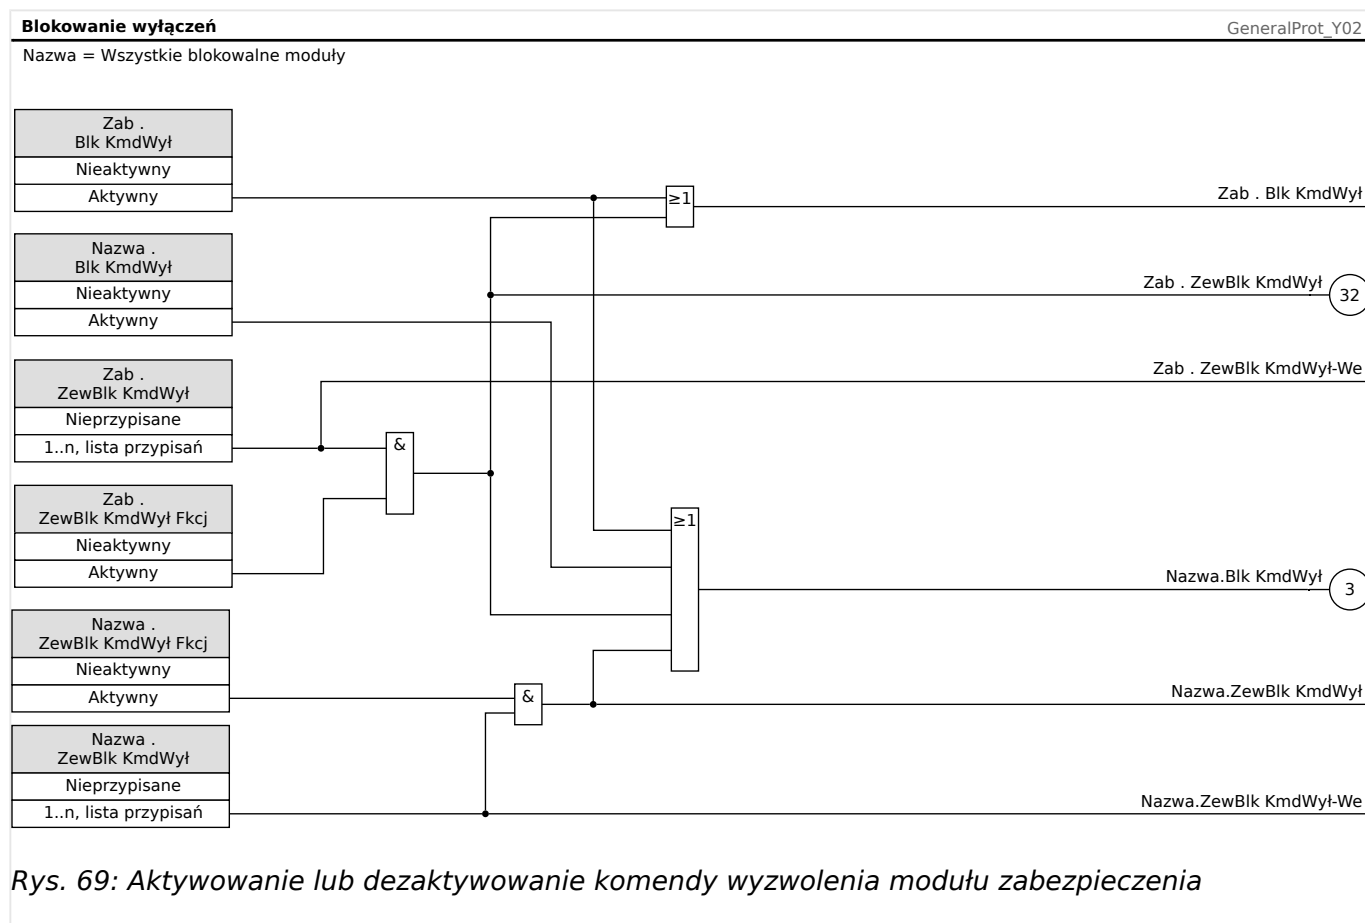 Blokowanie wyłączeń
GeneralProt_Y02
Nazwa = Wszystkie blokowalne moduły
Zab .
Blk KmdWył
Nieaktywny
Aktywny
≥1
Zab . Blk KmdWył
Nazwa .
Blk KmdWył
Nieaktywny
Aktywny
Zab . ZewBlk KmdWył
32
Zab .
ZewBlk KmdWył
Nieprzypisane
1..n, lista przypisań
&
Zab . ZewBlk KmdWył-We
Zab .
ZewBlk KmdWył Fkcj
Nieaktywny
Aktywny
≥1
Nazwa.Blk KmdWył
3
Nazwa .
ZewBlk KmdWył Fkcj
Nieaktywny
Aktywny
&
Nazwa.ZewBlk KmdWył
Nazwa .
ZewBlk KmdWył
Nieprzypisane
1..n, lista przypisań
Nazwa.ZewBlk KmdWył-We
Rys. 69: Aktywowanie lub dezaktywowanie komendy wyzwolenia modułu zabezpieczenia